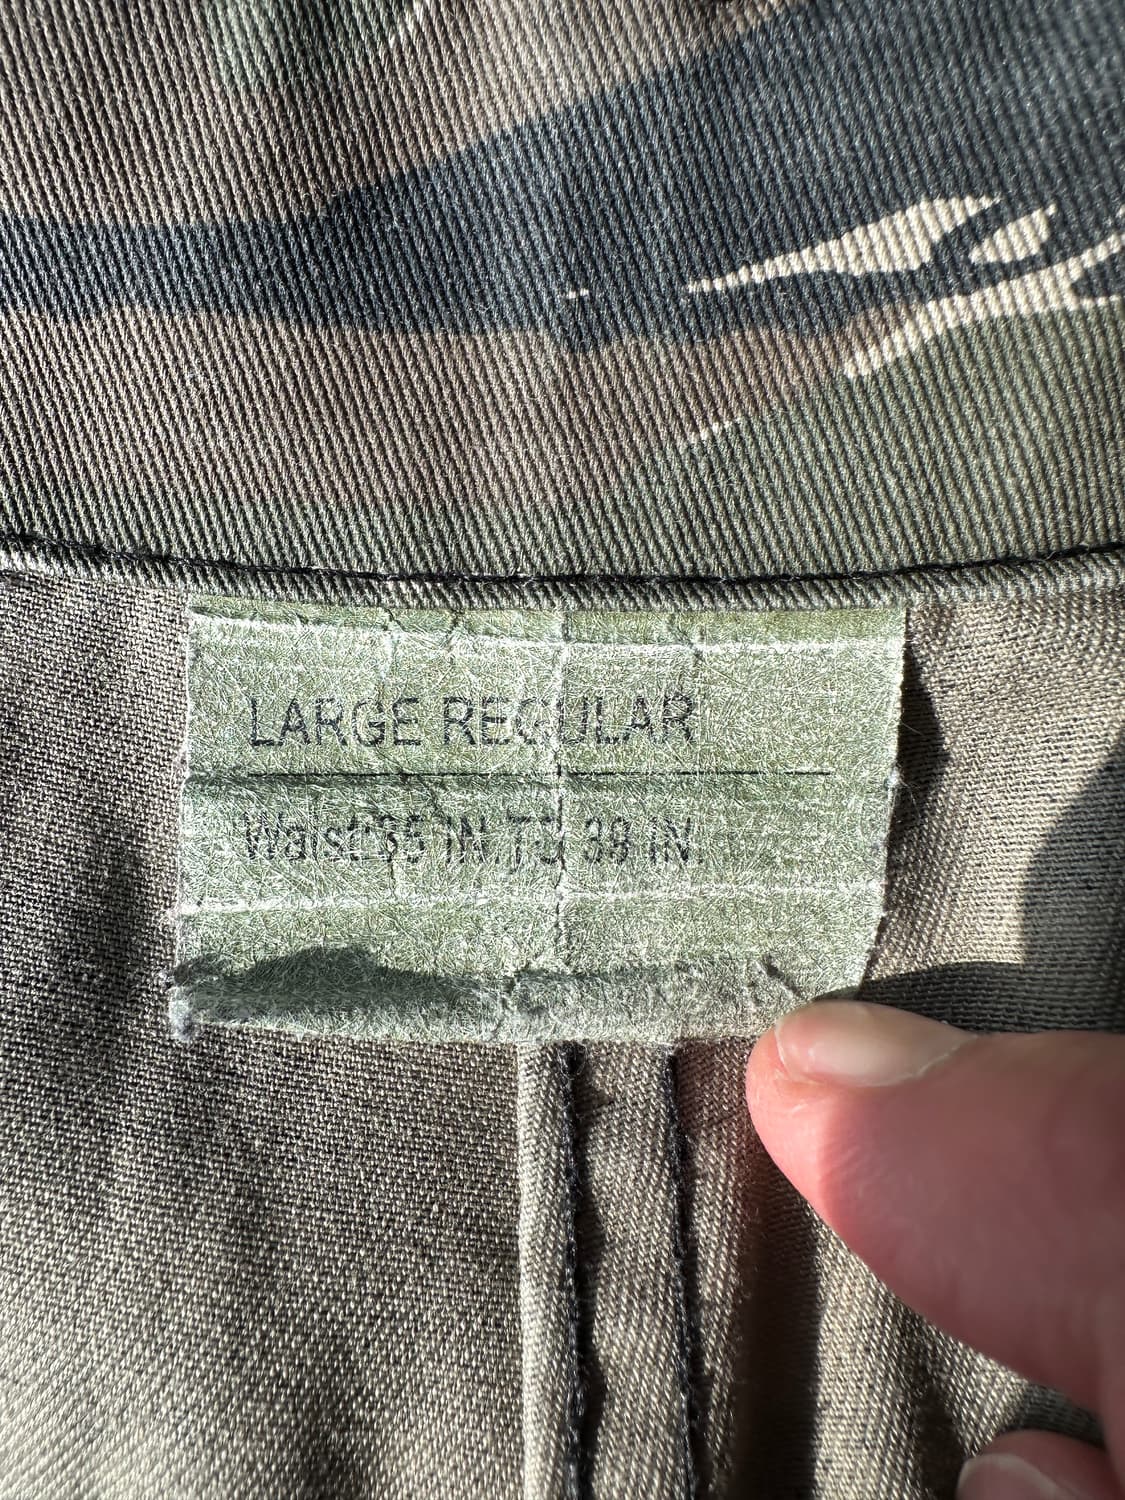 LARGE REGULAR
Waist:35 IN.TO 39 IN.